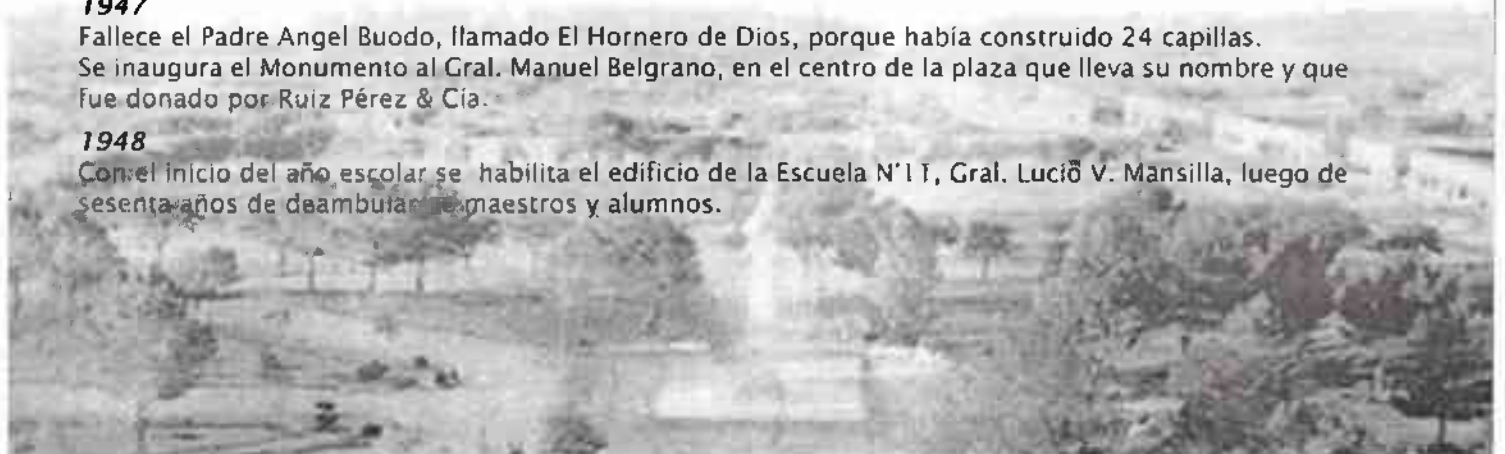 1947
Fallece el Padre Angel Buodo, llamado El Hornero de Dios, porque había construido 24 capillas.
Se inaugura el Monumento al Gral. Manuel Belgrano, en el centro de la plaza que lleva su nombre y que
fue donado por Ruiz Pérez & Cía.
1948
Con el inicio del año escolar se habilita el edificio de la Escuela N°11, Gral. Lucio V. Mansilla, luego de
sesenta años de deambular maestros y alumnos.